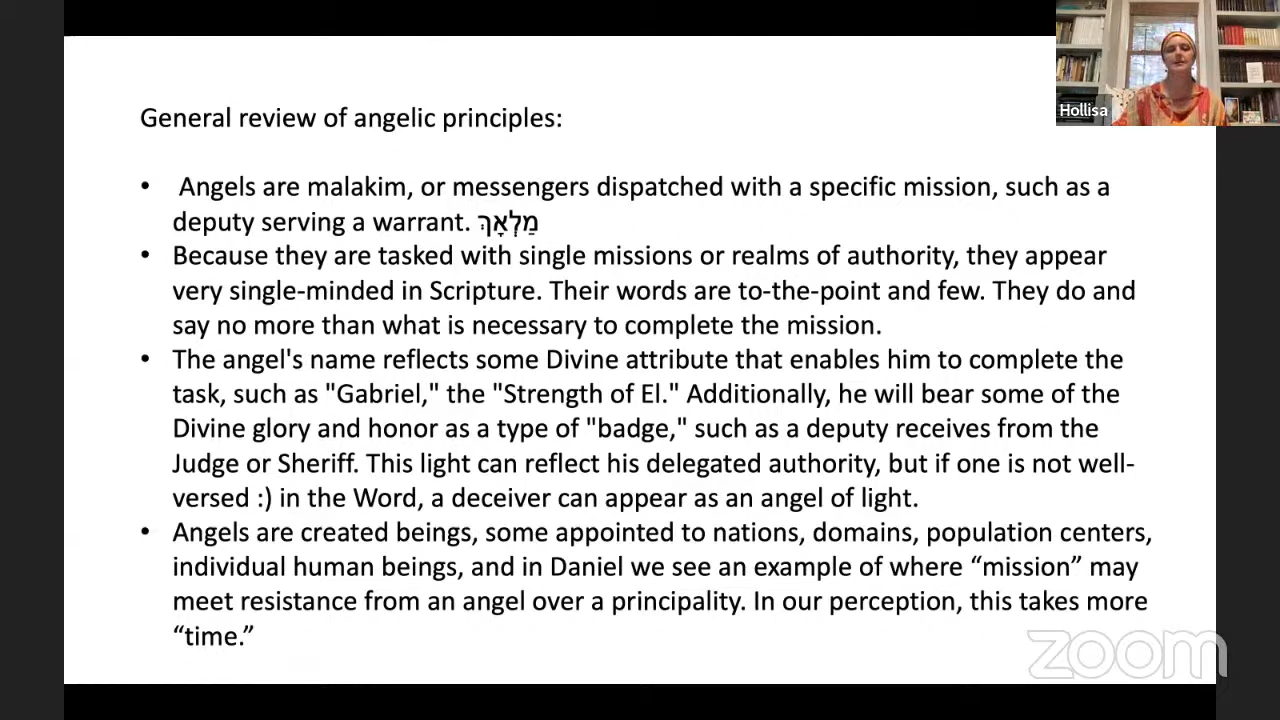 General review of angelic principles:
• Angels are malakim, or messengers dispatched with a specific mission, such as a
deputy serving a warrant. מַלְאָךְ
• Because they are tasked with single missions or realms of authority, they appear
very single-minded in Scripture. Their words are to-the-point and few. They do and
say no more than what is necessary to complete the mission.
• The angel's name reflects some Divine attribute that enables him to complete the
task, such as "Gabriel," the "Strength of El." Additionally, he will bear some of the
Divine glory and honor as a type of "badge," such as a deputy receives from the
Judge or Sheriff. This light can reflect his delegated authority, but if one is not well-
versed :) in the Word, a deceiver can appear as an angel of light.
• Angels are created beings, some appointed to nations, domains, population centers,
individual human beings, and in Daniel we see an example of where “mission” may
meet resistance from an angel over a principality. In our perception, this takes more
“time.”
Hollisa
zoom